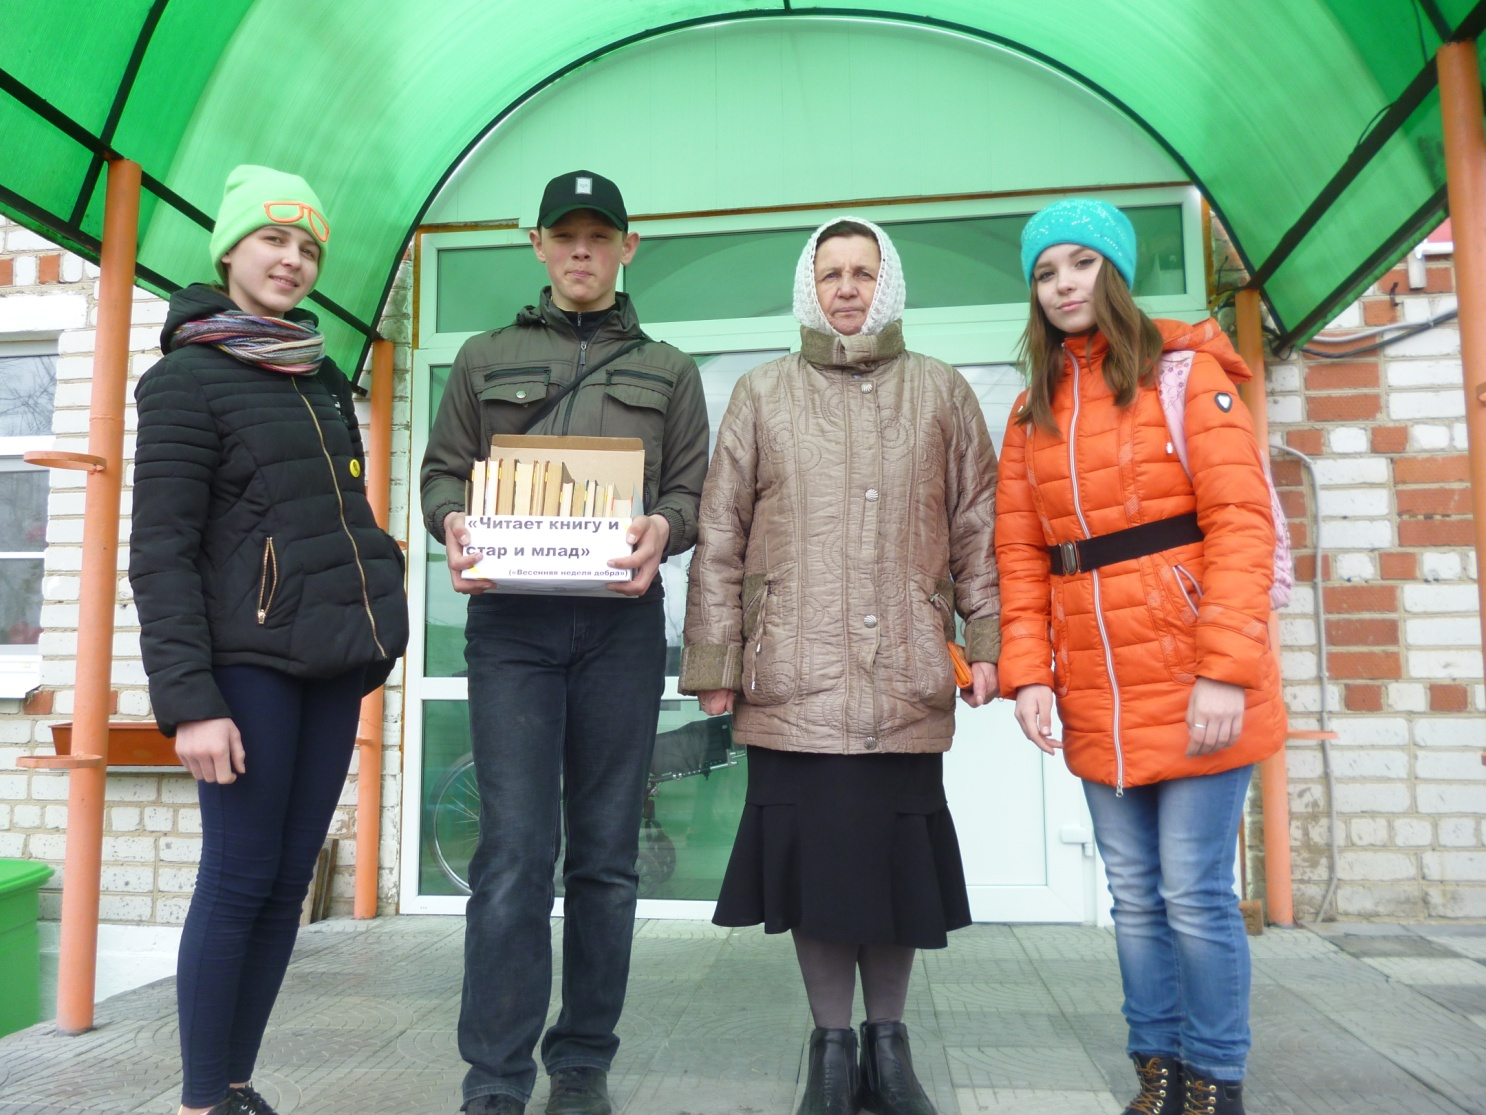 «Читает книгу и
стар и млад»
(«Весенняя неделя добра»)